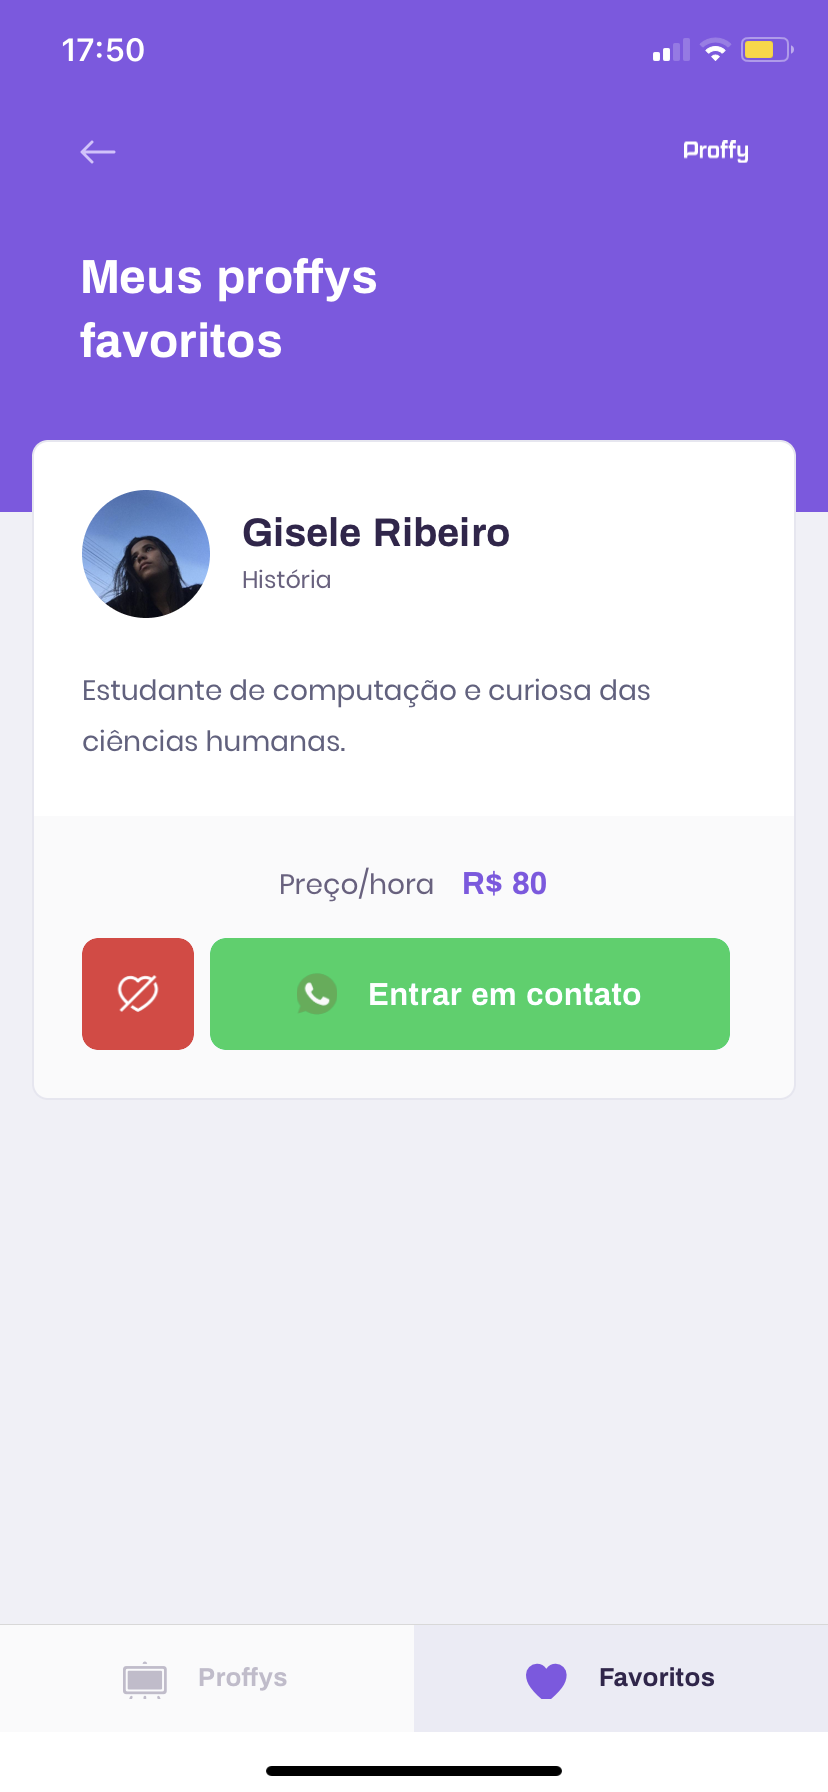 17:50
Proffy
Meus proffys
favoritos
Gisele Ribeiro
História
Estudante de computação e curiosa das
ciências humanas.
Preço/hora R$ 80
Entrar em contato
Proffys
Favoritos